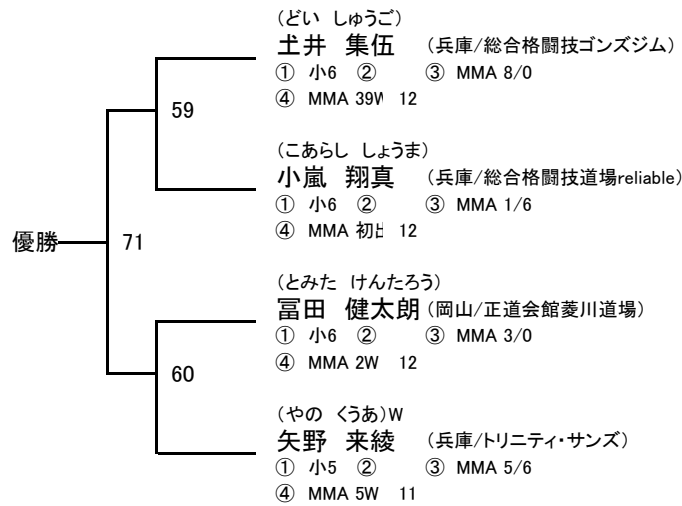 (どい しゅうご)
圡井 集伍 (兵庫/総合格闘技ゴンズジム)
① 小6 ② ③ MMA 8/0
④ MMA 39W 12
59
(こあらし しょうま)
小嵐 翔真 (兵庫/総合格闘技道場reliable)
① 小6 ② ③ MMA 1/6
④ MMA 初出 12
優勝 71
(とみた けんたろう)
冨田 健太朗 (岡山/正道会館菱川道場)
① 小6 ② ③ MMA 3/0
④ MMA 2W 12
60
(やの くうあ)W
矢野 来綾 (兵庫/トリニティ・サンズ)
① 小5 ② ③ MMA 5/6
④ MMA 5W 11